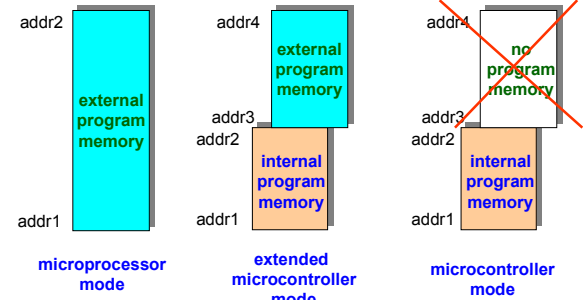 addr2
external
program
memory
addr1
microprocessor
mode
addr4
external
program
memory
addr3
addr2
internal
program
memory
addr1
extended
microcontroller
mode
addr4
no
program
memory
addr3
addr2
internal
program
memory
addr1
microcontroller
mode